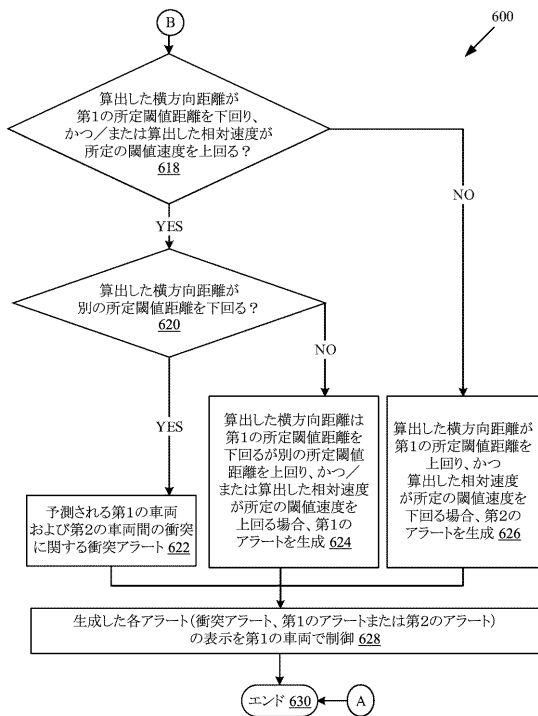 B
600
算出した横方向距離が
第1の所定閾値距離を下回り、
かつ／または算出した相対速度が
所定の閾値速度を上回る？
618
NO
YES
算出した横方向距離が
別の所定閾値距離を下回る？
620
NO
YES
予測される第1の車両
および第2の車両間の衝突
に関する衝突アラート 622
算出した横方向距離は
第1の所定閾値距離を
下回るが別の所定閾値
距離を上回り、かつ／
または算出した相対速度
が所定の閾値速度を
上回る場合、第1の
アラートを生成 624
算出した横方向距離が
第1の所定閾値距離を
上回り、かつ
算出した相対速度
が所定の閾値速度を
下回る場合、第2の
アラートを生成 626
生成した各アラート(衝突アラート、第1のアラートまたは第2のアラート)
の表示を第1の車両で制御 628
エンド 630
A